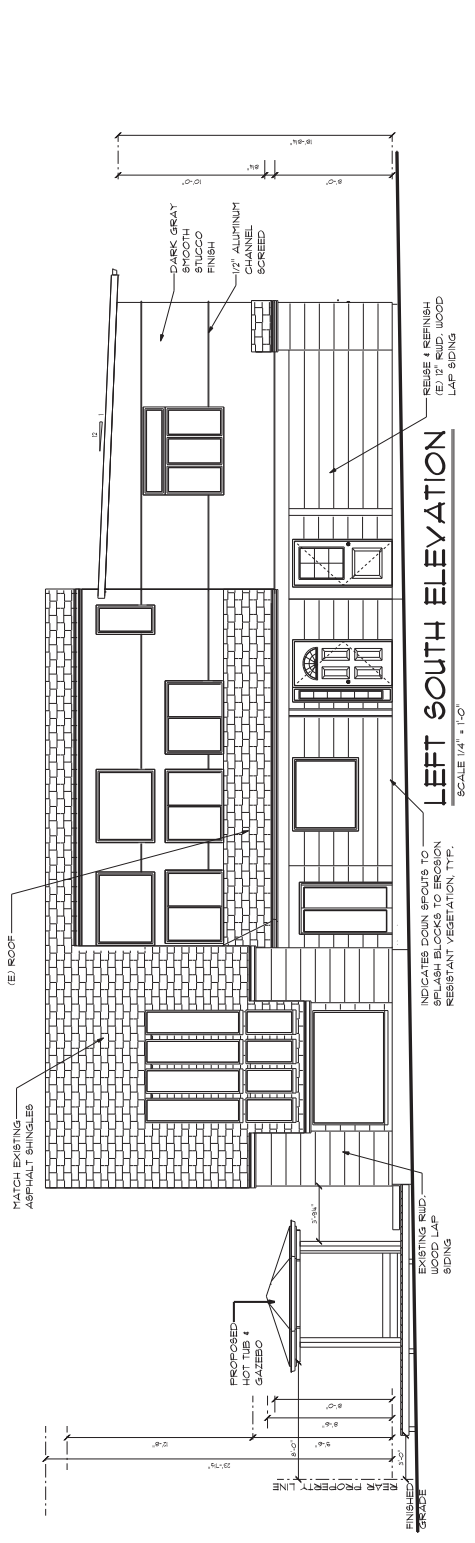 MATCH EXISTING
ASPHALT SHINGLES
(E) ROOF
DARK GRAY
SMOOTH
STUCCO
FINISH
1/2" ALUMINUM
CHANNEL
SCREED
12
1
10'-0"
8'-0"
PROPOSED
HOT TUB &
GAZEBO
8'-0"
8'-0"
3'-0"
REAR PROPERTY LINE
FINISHED
GRADE
EXISTING RWD.
WOOD LAP
SIDING
INDICATES DOWN SPOUTS TO
SPLASH BLOCKS TO EROSION
RESISTANT VEGETATION, TYP.
REUSE & REFINISH
(E) 12" RWD. WOOD
LAP SIDING
LEFT SOUTH ELEVATION
SCALE 1/4" = 1'-0"